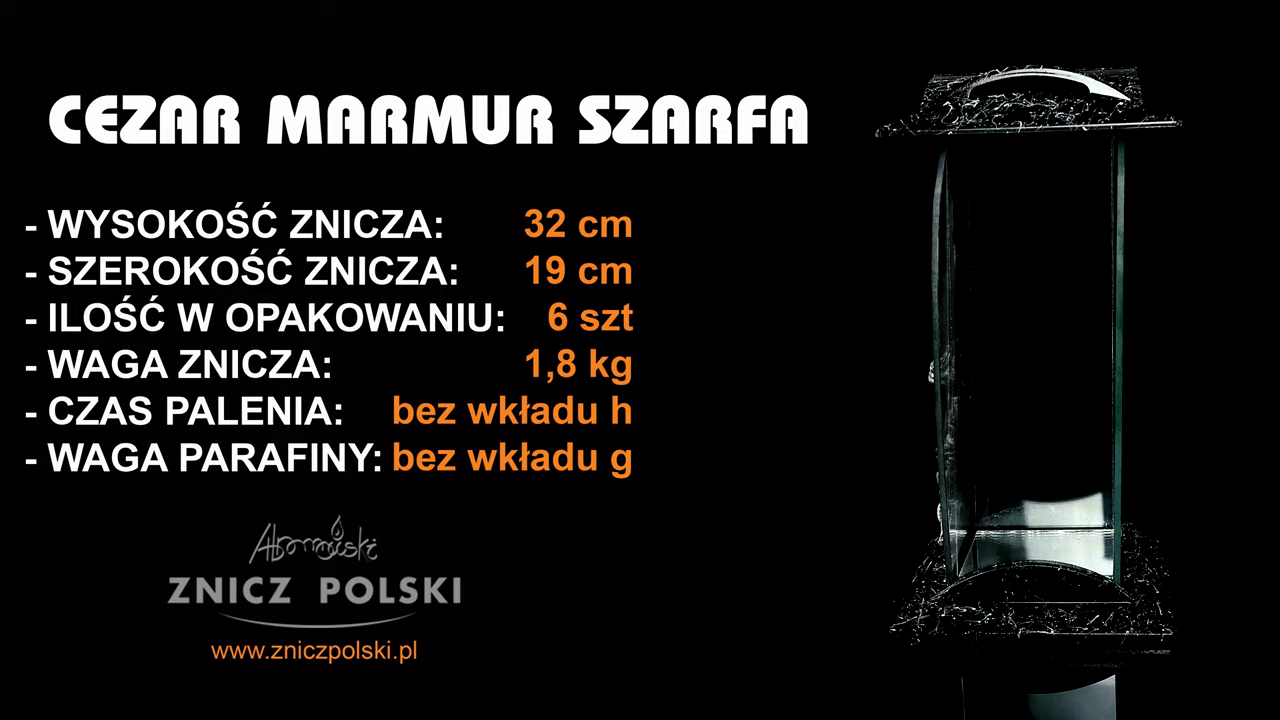 CEZAR MARMUR SZARFA
- WYSOKOŚĆ ZNICZA: 32 cm
- SZEROKOŚĆ ZNICZA: 19 cm
- ILOŚĆ W OPAKOWANIU: 6 szt
- WAGA ZNICZA: 1,8 kg
- CZAS PALENIA: bez wkładu h
- WAGA PARAFINY: bez wkładu g
ZNICZ POLSKI
www.zniczpolski.pl